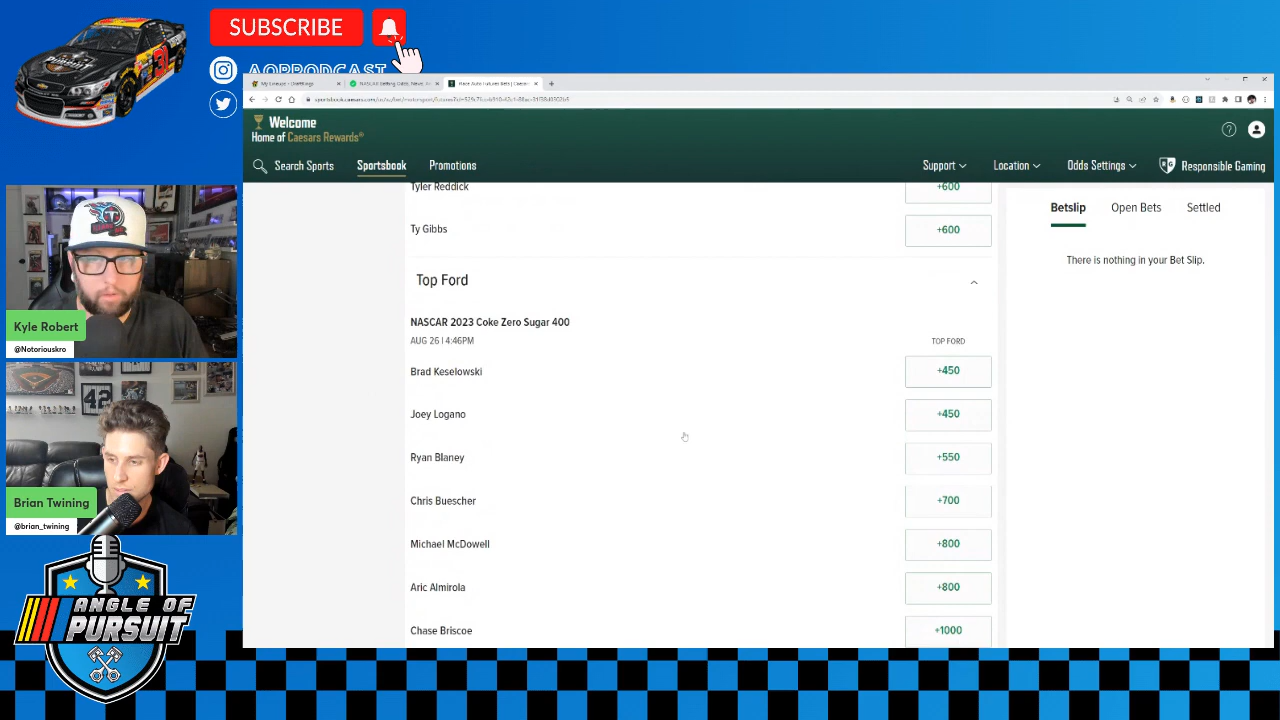 SUBSCRIBE
AOPPODCAST
Welcome
Home of Caesars Rewards®
Search Sports Sportsbook Promotions
Support Location Odds Settings Responsible Gaming
Tyler Reddick +600
Ty Gibbs +600
Top Ford
NASCAR 2023 Coke Zero Sugar 400
AUG 26 | 4:46PM TOP FORD
Brad Keselowski +450
Joey Logano +450
Ryan Blaney +550
Chris Buescher +700
Michael McDowell +800
Aric Almirola +800
Chase Briscoe +1000
Betslip Open Bets Settled
There is nothing in your Bet Slip.
Kyle Robert
@Notoriouskro
Brian Twining
@brian_twining
ANGLE OF
PURSUIT
31
42